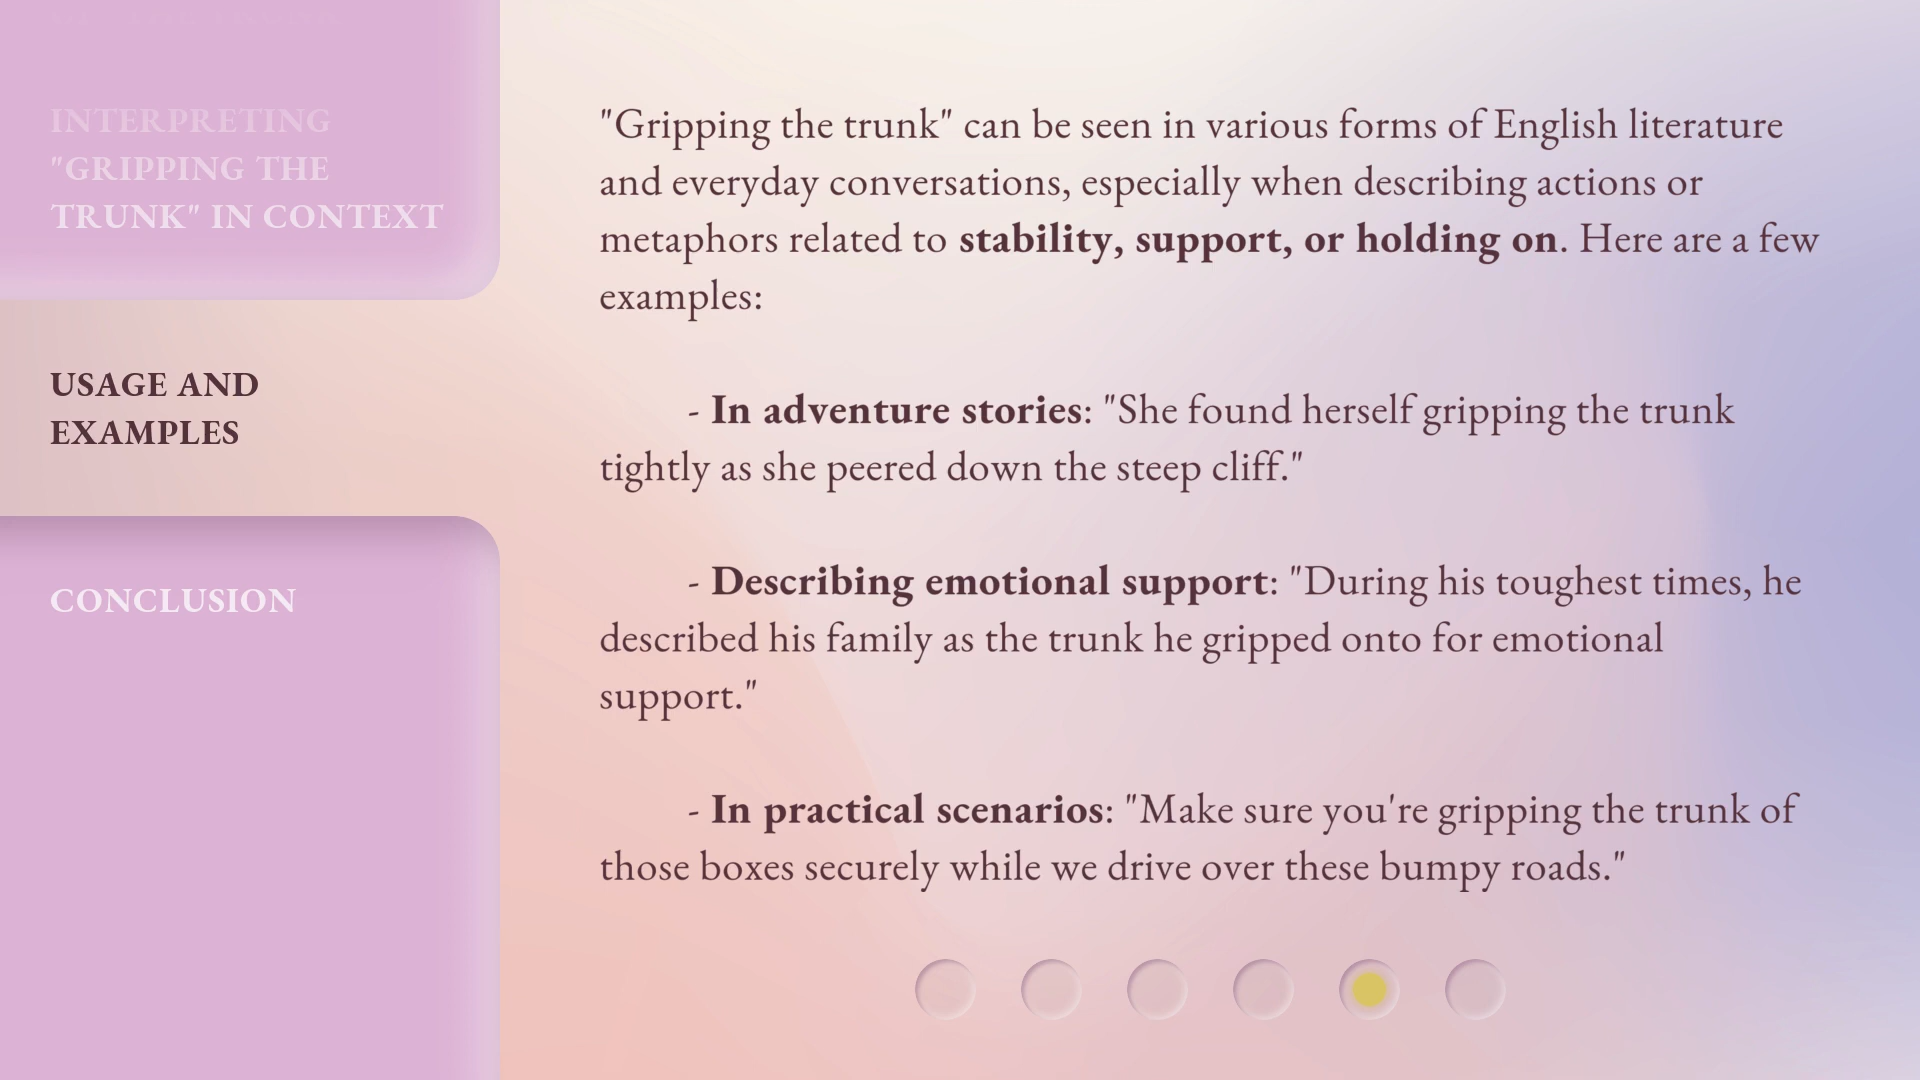 INTERPRETING
"GRIPPING THE
TRUNK" IN CONTEXT
USAGE AND
EXAMPLES
CONCLUSION
"Gripping the trunk" can be seen in various forms of English literature
and everyday conversations, especially when describing actions or
metaphors related to stability, support, or holding on. Here are a few
examples:
- In adventure stories: "She found herself gripping the trunk
tightly as she peered down the steep cliff."
- Describing emotional support: "During his toughest times, he
described his family as the trunk he gripped onto for emotional
support."
- In practical scenarios: "Make sure you're gripping the trunk of
those boxes securely while we drive over these bumpy roads."